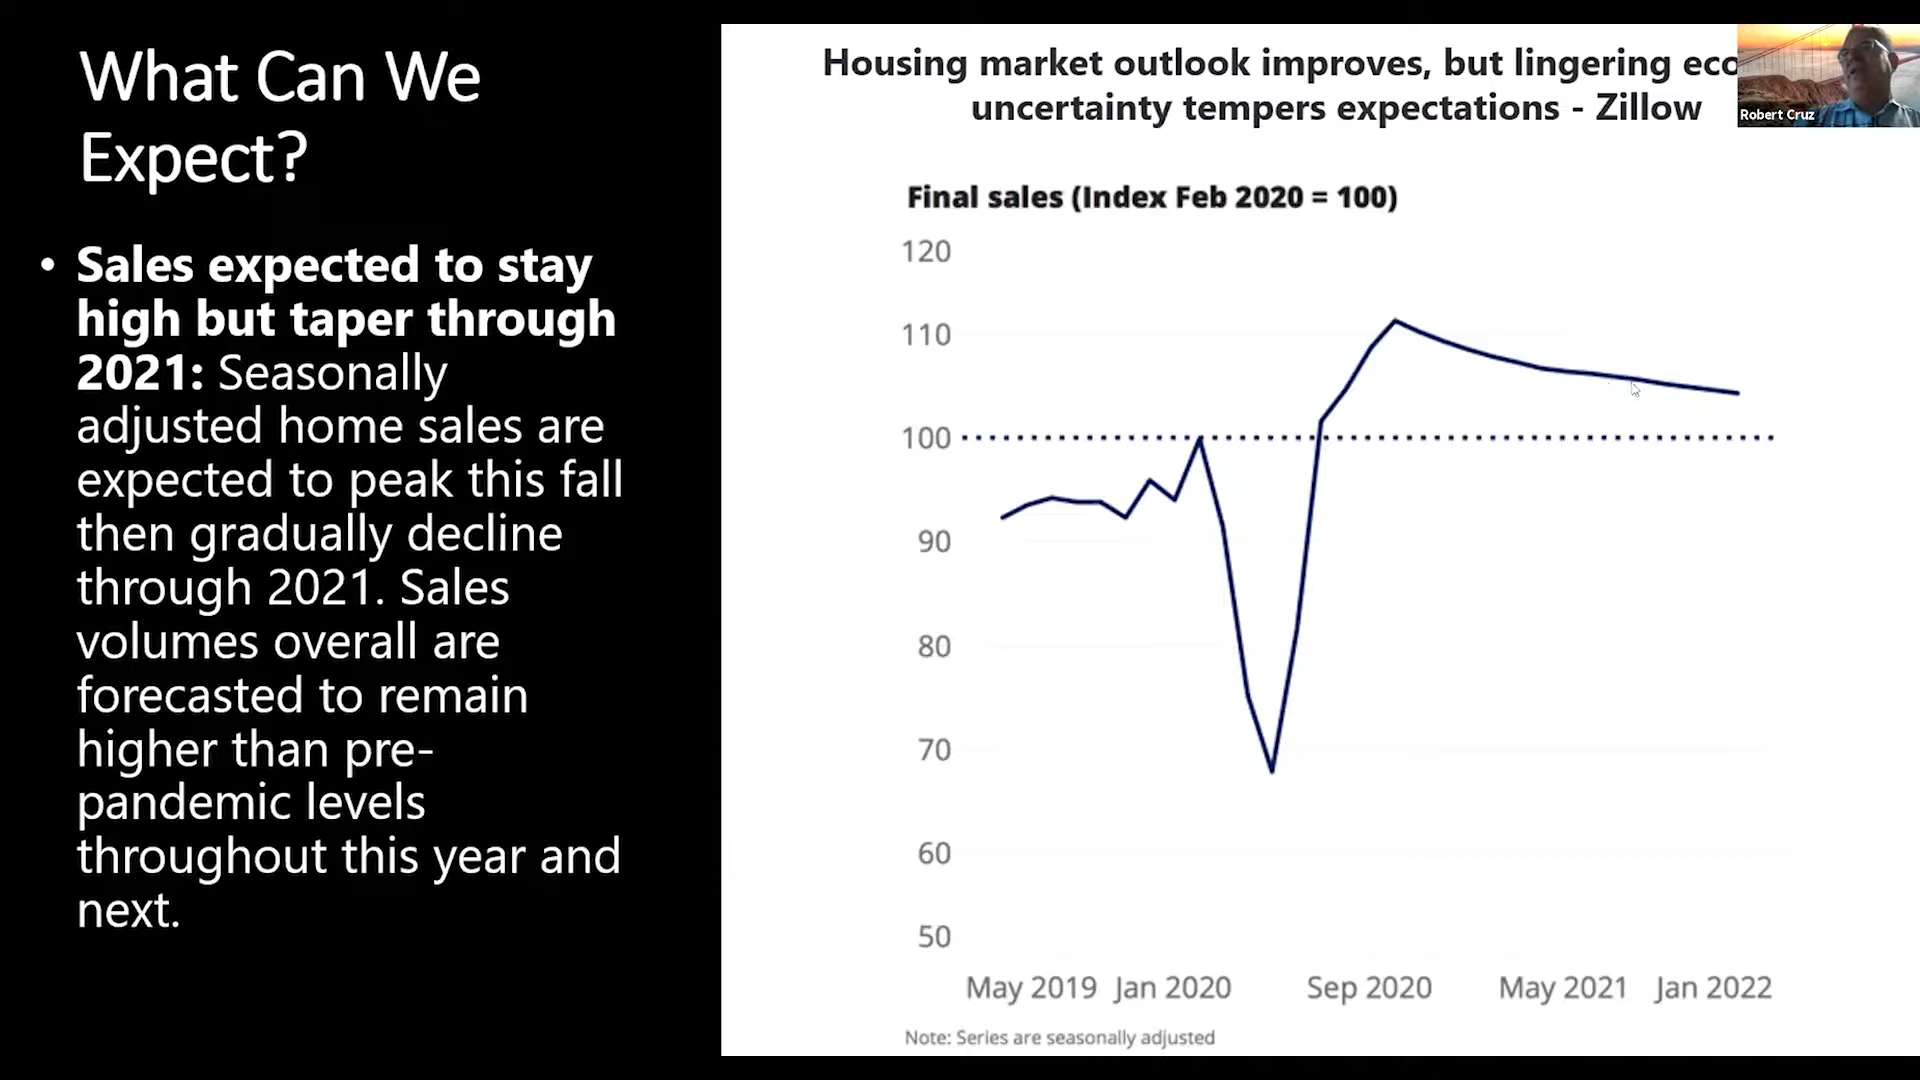 What Can We
Expect?
• Sales expected to stay
high but taper through
2021: Seasonally
adjusted home sales are
expected to peak this fall
then gradually decline
through 2021. Sales
volumes overall are
forecasted to remain
higher than pre-
pandemic levels
throughout this year and
next.
Housing market outlook improves, but lingering eco
uncertainty tempers expectations - Zillow
Robert Cruz
Final sales (Index Feb 2020 = 100)
120
110
100
90
80
70
60
50
May 2019 Jan 2020 Sep 2020 May 2021 Jan 2022
Note: Series are seasonally adjusted